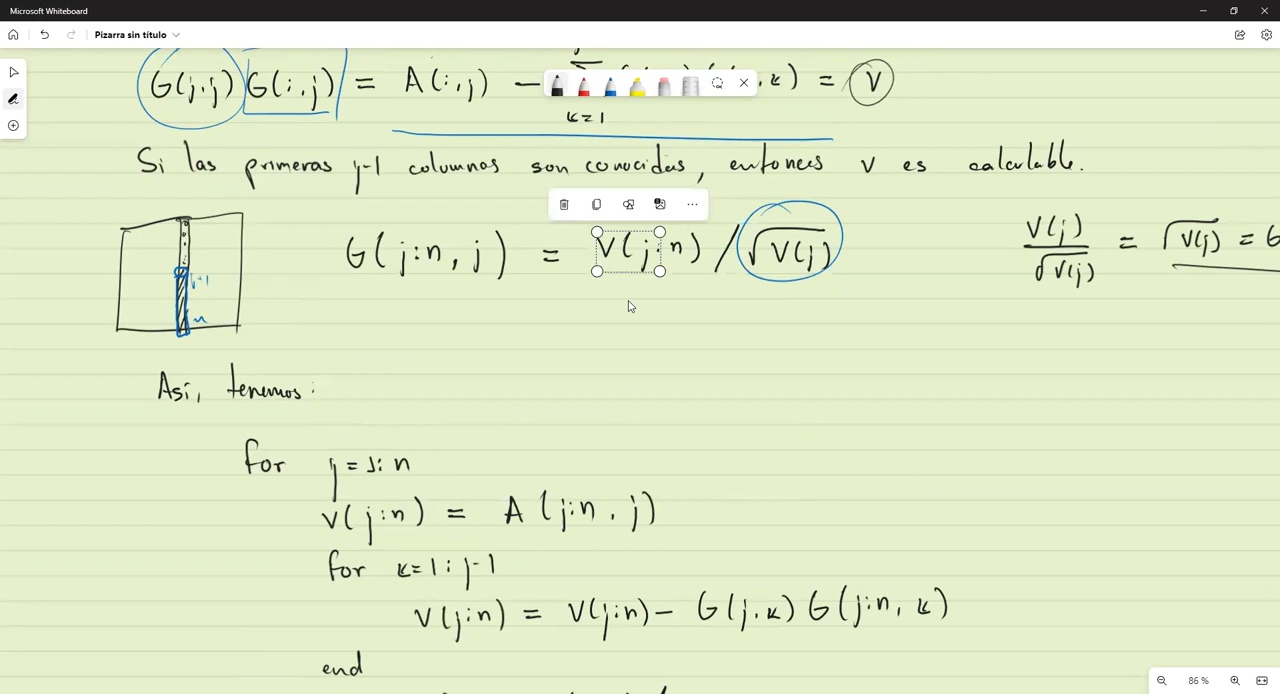 Microsoft Whiteboard
Pizarra sin título
G(j,j) G(i,j) = A(i,j) - = V
k=1
Si las primeras j-1 columnas son conocidas, entonces v es calculable.
G(j:n, j) = V(j:n) / √V(j)
V(j) / √V(j) = √V(j) = G
j-1
n
Así, tenemos:
for j=1:n
V(j:n) = A(j:n, j)
for k=1:j-1
V(j:n) = V(j:n) - G(j,k) G(j:n, k)
end
86 %